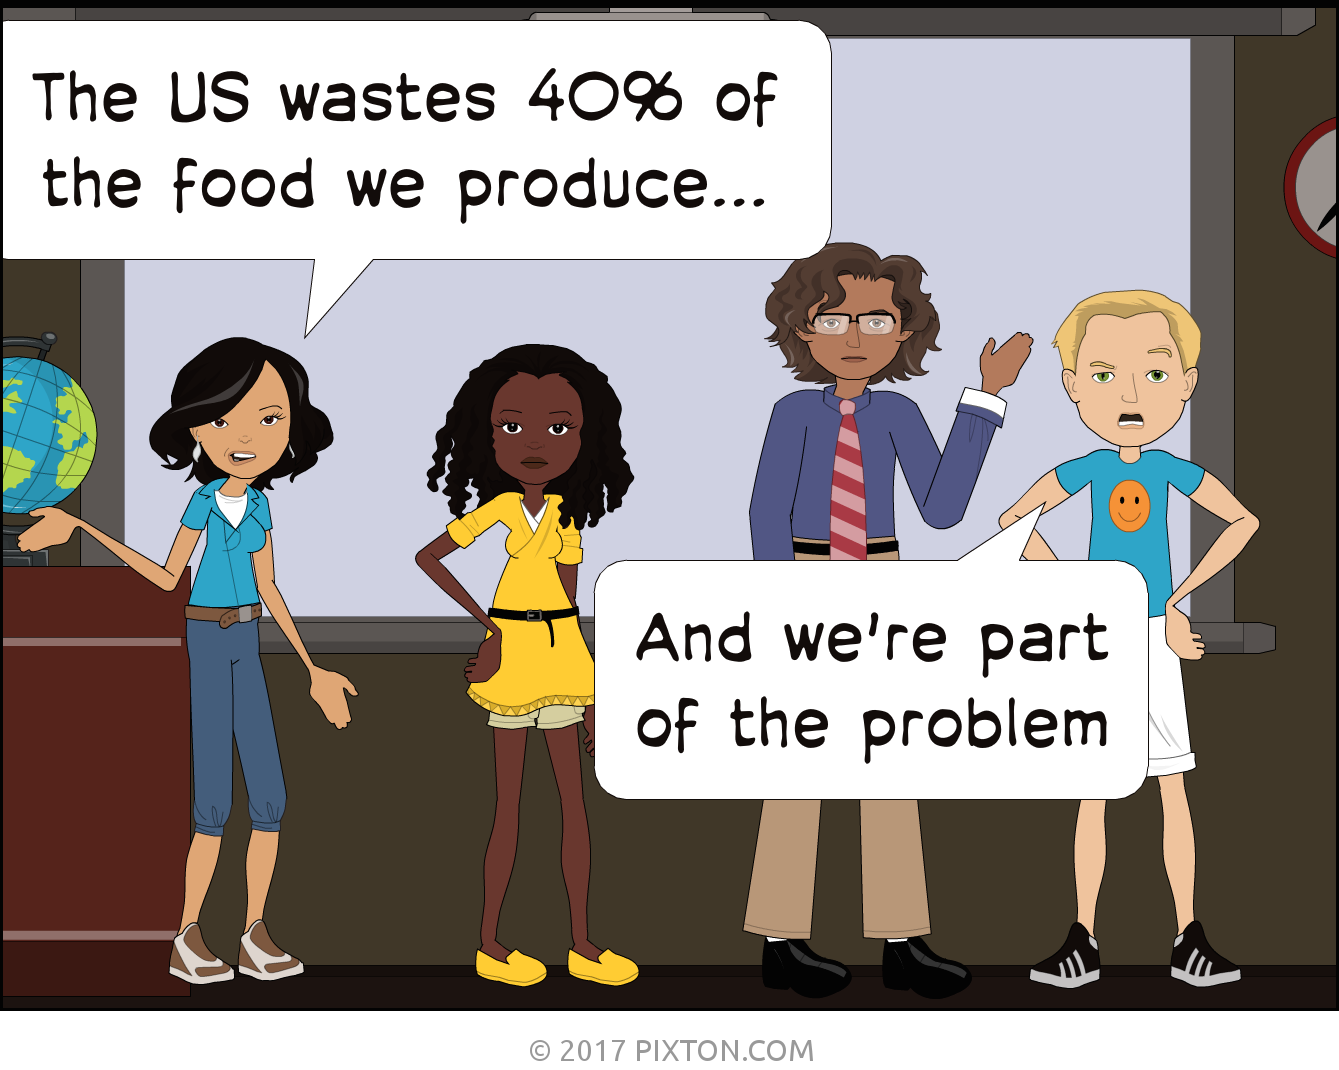 The US wastes 40% of
the food we produce...
And we're part
of the problem
© 2017 PIXTON.COM